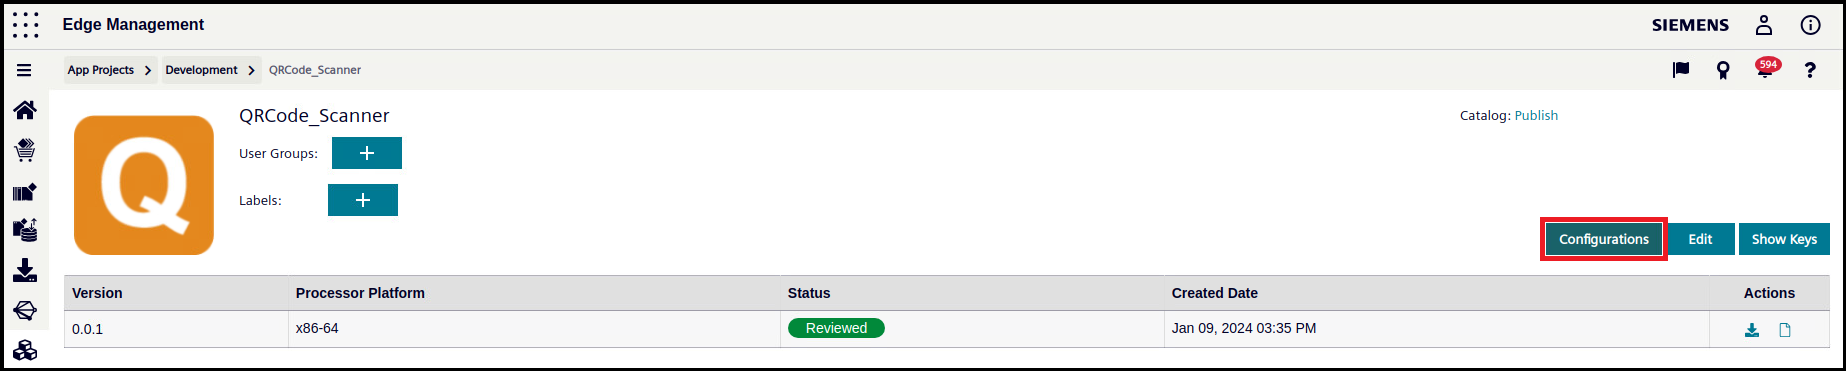 Edge Management
SIEMENS
App Projects
Development
QRCode_Scanner
594
?
Q
QRCode_Scanner
Catalog: Publish
User Groups:
+
Labels:
+
Configurations
Edit
Show Keys
Version Processor Platform Status Created Date Actions
0.0.1 x86-64 Reviewed Jan 09, 2024 03:35 PM